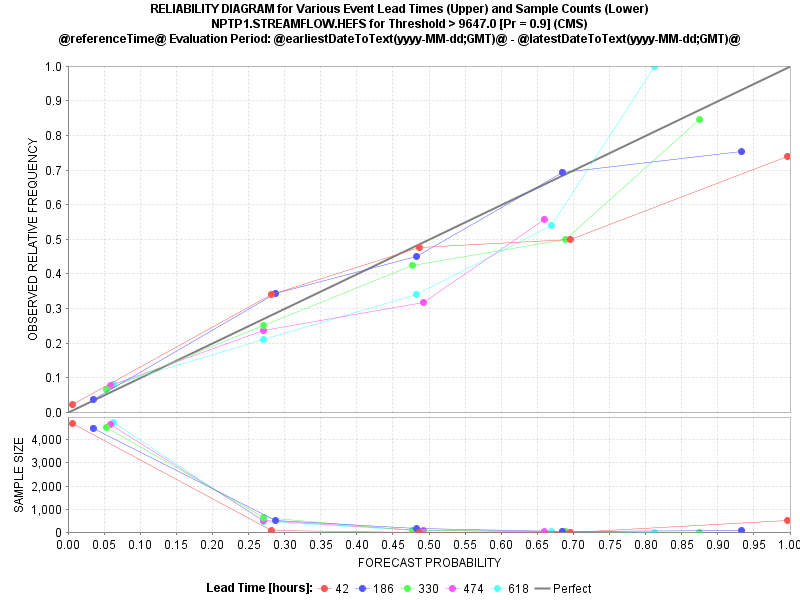 RELIABILITY DIAGRAM for Various Event Lead Times (Upper) and Sample Counts (Lower)
NPTP1.STREAMFLOW.HEFS for Threshold > 9647.0 [Pr = 0.9] (CMS)
@referenceTime@ Evaluation Period: @earliestDateToText(yyyy-MM-dd;GMT)@ - @latestDateToText(yyyy-MM-dd;GMT)@
OBSERVED RELATIVE FREQUENCY
1.0
0.9
0.8
0.7
0.6
0.5
0.4
0.3
0.2
0.1
0.0
SAMPLE SIZE
4,000
3,000
2,000
1,000
0
0.00 0.05 0.10 0.15 0.20 0.25 0.30 0.35 0.40 0.45 0.50 0.55 0.60 0.65 0.70 0.75 0.80 0.85 0.90 0.95 1.00
FORECAST PROBABILITY
Lead Time [hours]: 42 186 330 474 618 Perfect